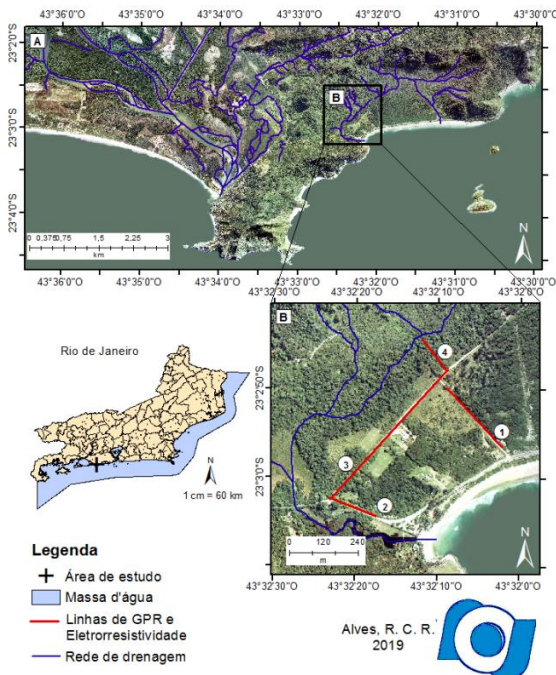 43°36'0"O 43°35'0"O 43°34'0"O 43°33'0"O 43°32'0"O 43°31'0"O 43°30'0"O
A
23°2'0"S
23°3'0"S
23°4'0"S
B
0 0,375 0,75 1,5 2,25 3
km
N
43°36'0"O 43°35'0"O 43°34'0"O 43°33'0"O 43°32'0"O 43°31'0"O 43°30'0"O
43°32'30"O 43°32'20"O 43°32'10"O 43°32'0"O
B
23°2'50"S
23°3'0"S
4
1
3
2
0 120 240
m
N
43°32'30"O 43°32'20"O 43°32'10"O 43°32'0"O
Rio de Janeiro
N
1 cm = 60 km
Legenda
Área de estudo
Massa d'água
Linhas de GPR e
Eletrorresistividade
Rede de drenagem
Alves, R. C. R.
2019